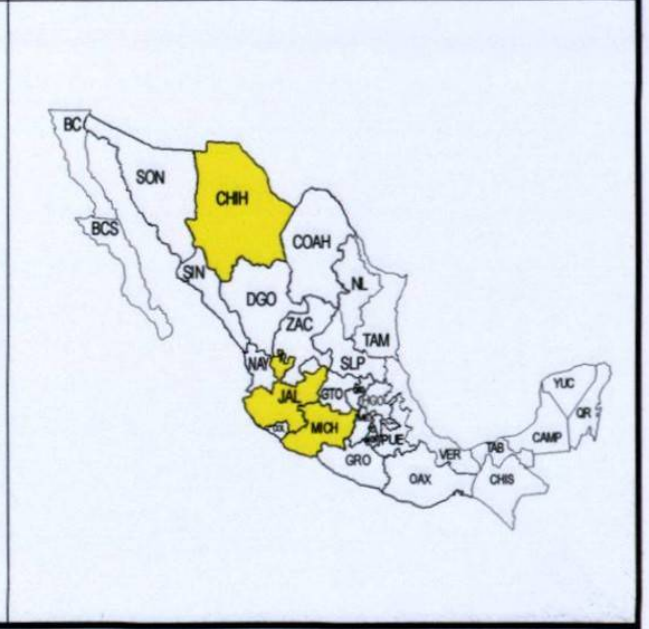 BC
SON
CHIH
BCS
COAH
SIN
NL
DGO
ZAC
TAM
NAY
SLP
JAL
GTO
HGO
MICH
PUE
GRO
VER
OAX
TAB
CAMP
YUC
QR
CHIS